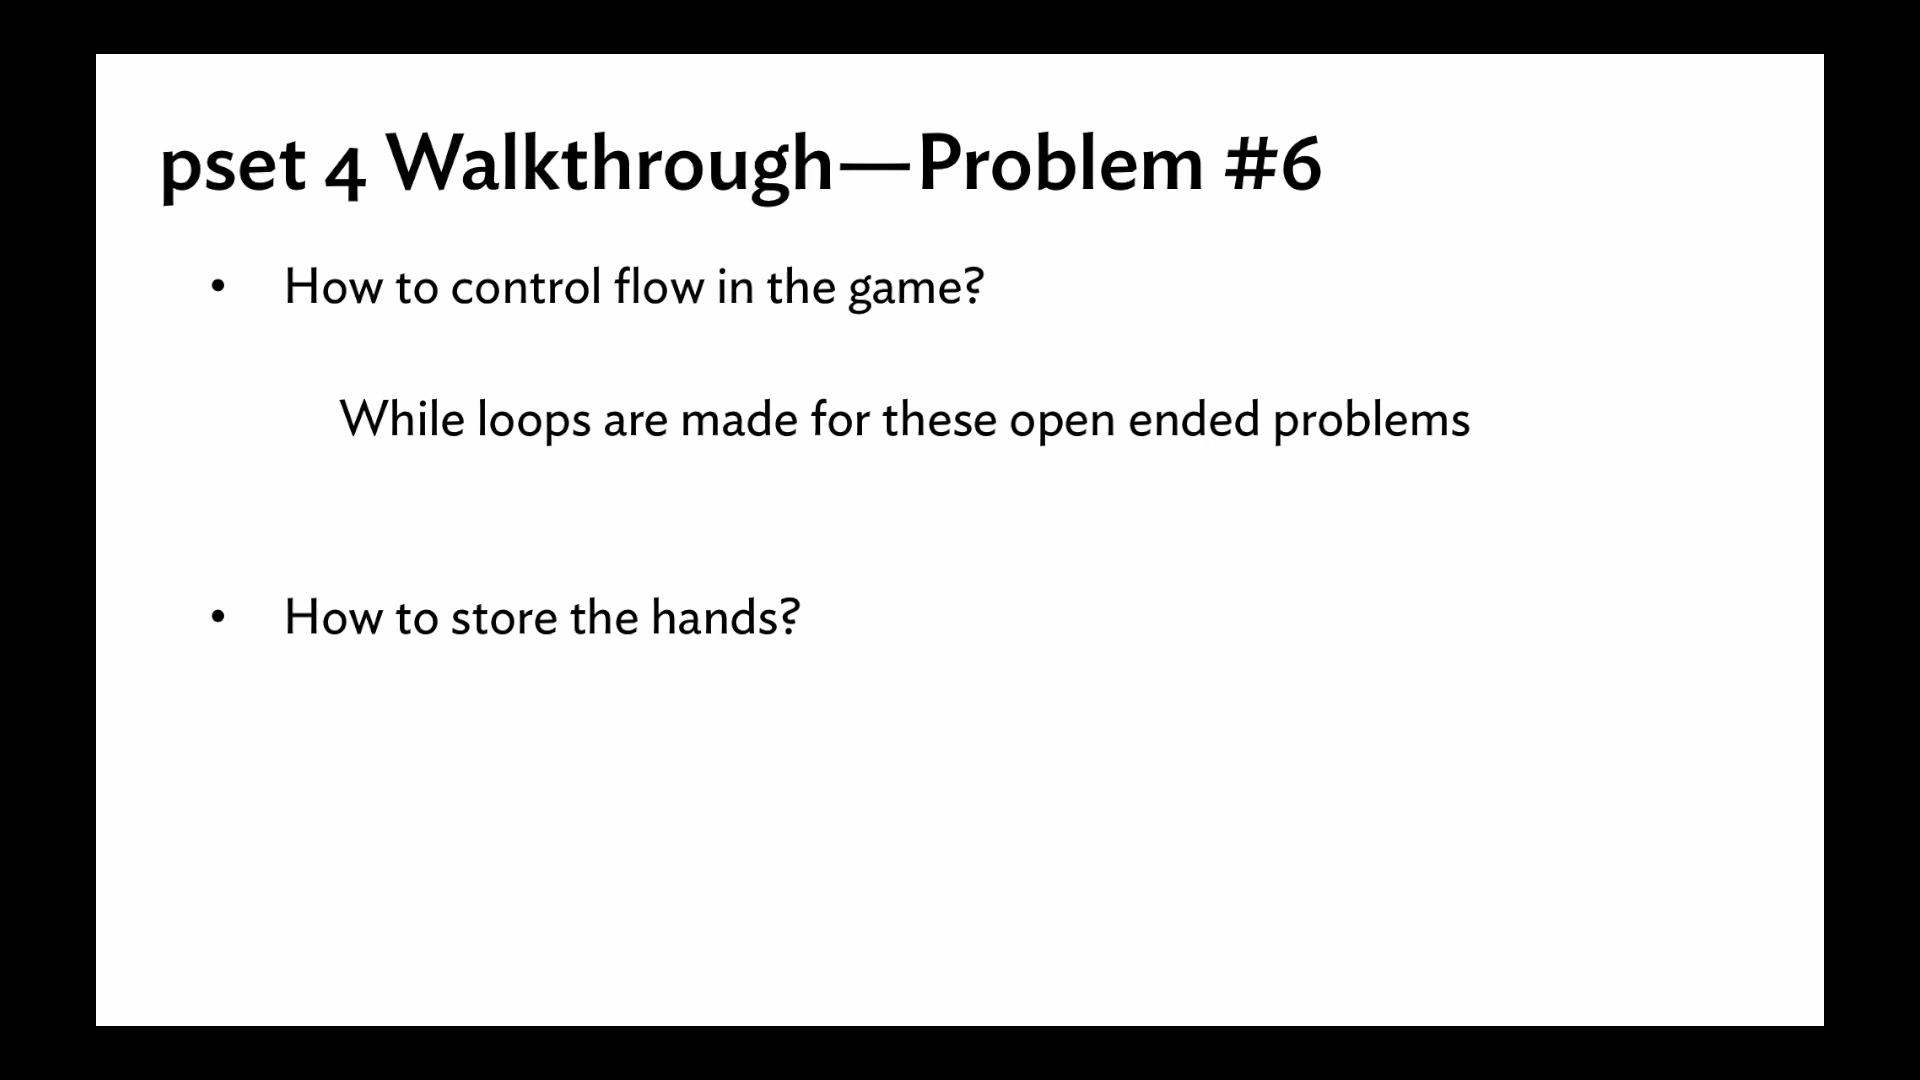 pset 4 Walkthrough—Problem #6
• How to control flow in the game?
While loops are made for these open ended problems
• How to store the hands?